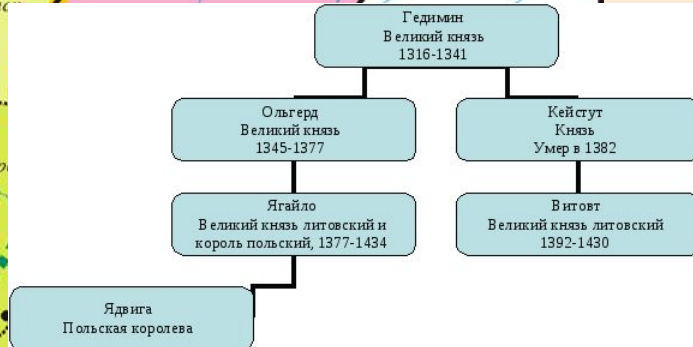 Гедимин
Великий князь
1316-1341
Ольгерд
Великий князь
1345-1377
Кейстут
Князь
Умер в 1382
Ягайло
Великий князь литовский и
король польский, 1377-1434
Витовт
Великий князь литовский
1392-1430
Ядвига
Польская королева